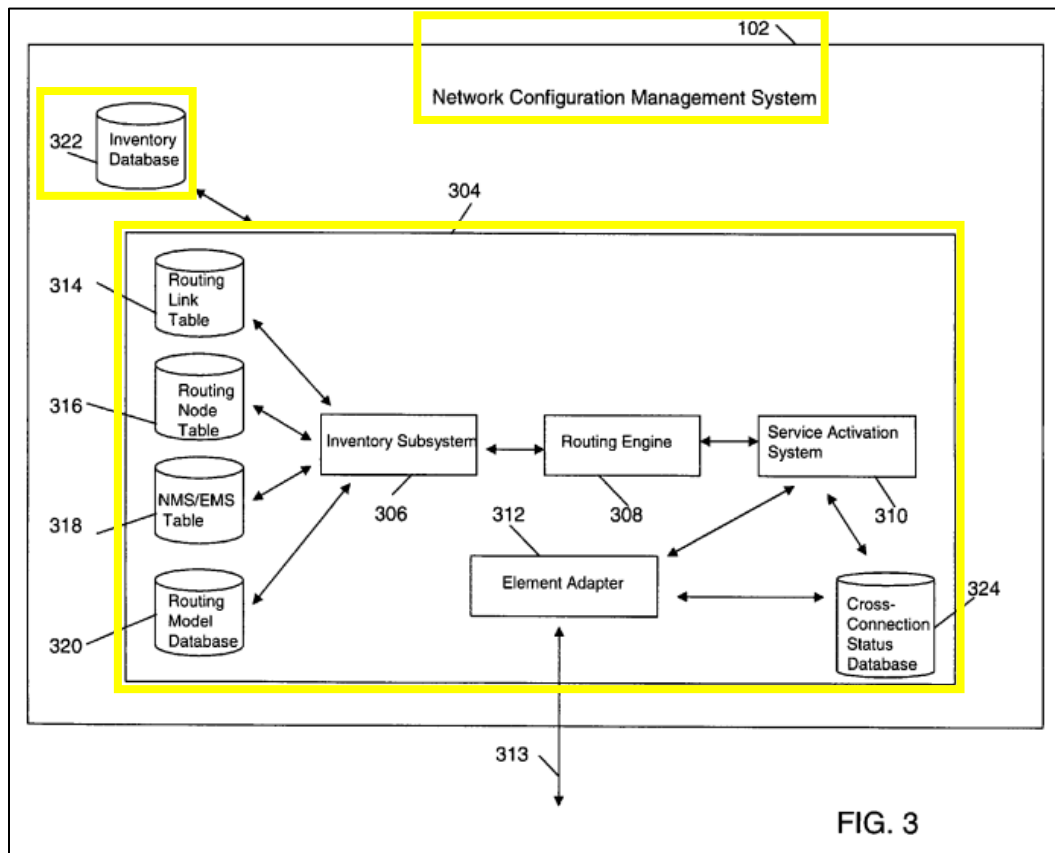 102
Network Configuration Management System
322
Inventory
Database
304
314
Routing
Link
Table
316
Routing
Node
Table
318
NMS/EMS
Table
320
Routing
Model
Database
Inventory Subsystem
306
Routing Engine
308
Service Activation
System
310
312
Element Adapter
324
Cross-
Connection
Status
Database
313
FIG. 3